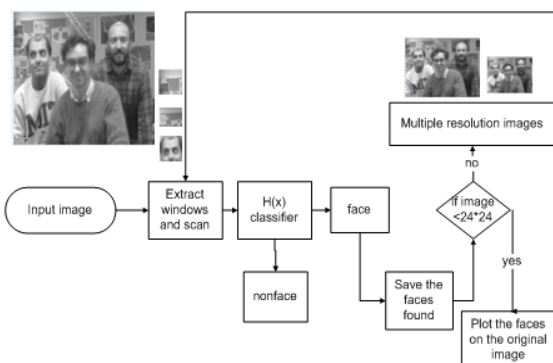 Multiple resolution images
no
Input image
Extract
windows
and scan
H(x)
classifier
face
If image
<24*24
yes
nonface
Save the
faces
found
Plot the faces
on the original
image